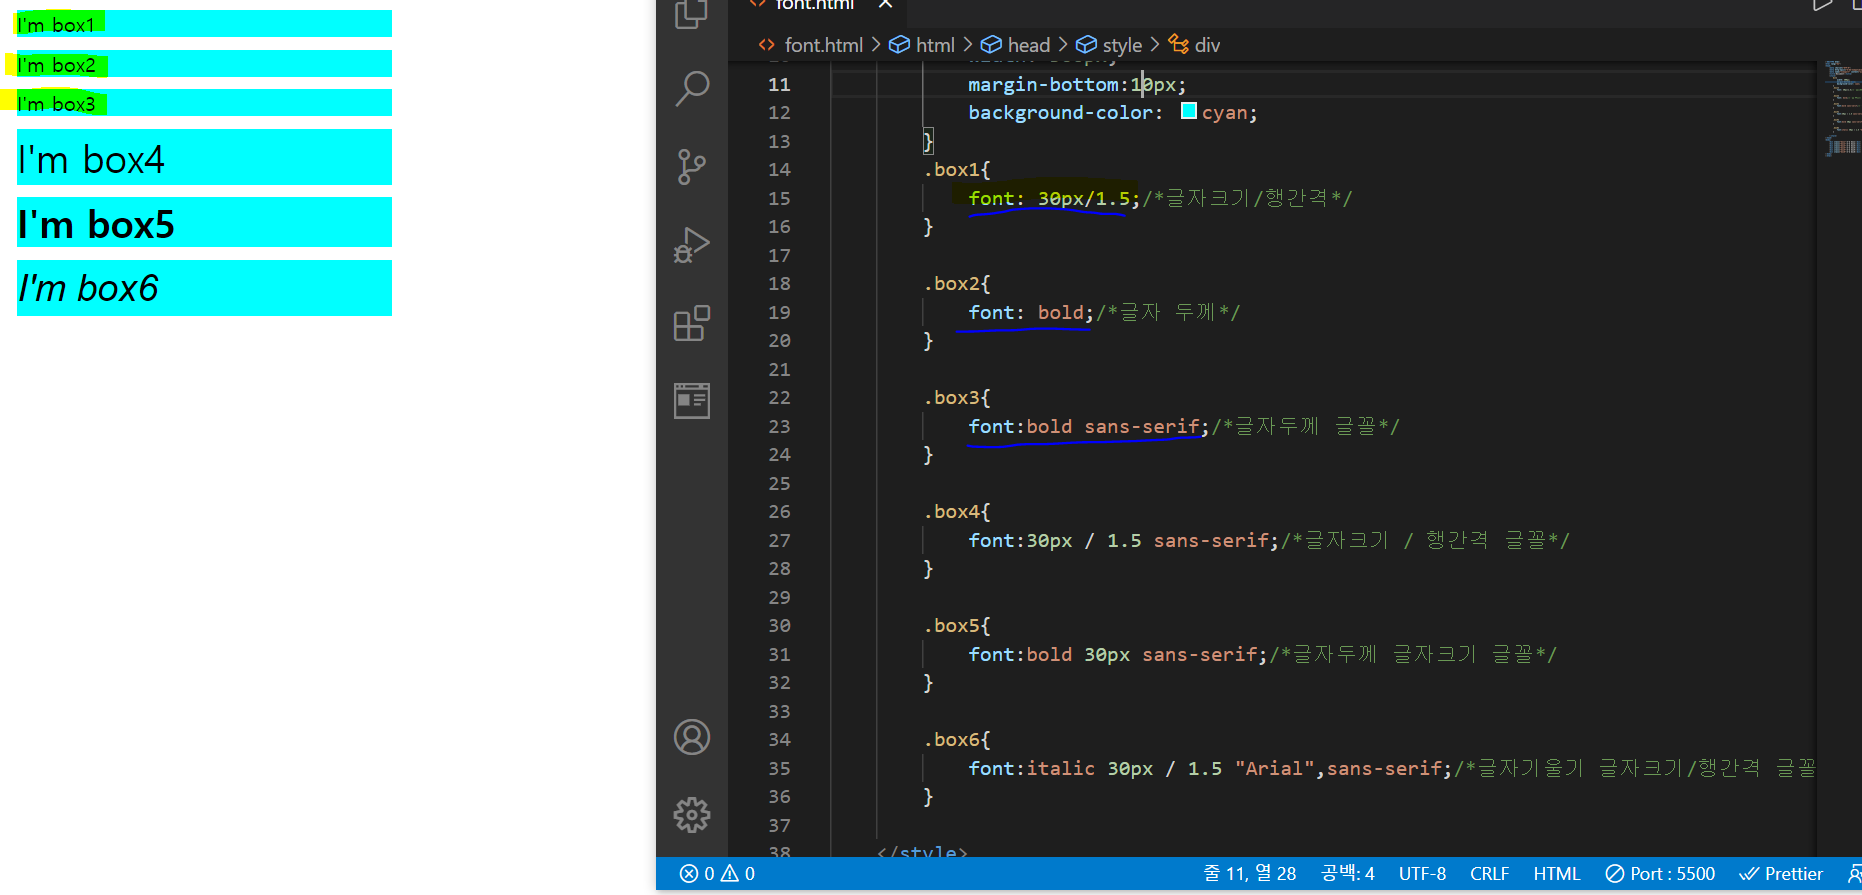 I'm box1
I'm box2
I'm box3
I'm box4
I'm box5
I'm box6
font.html
font.html > html > head > style > div
11 margin-bottom:10px;
12 background-color: cyan;
13 }
14 .box1{
15 font: 30px/1.5;/*글자크기/행간격*/
16 }
17
18 .box2{
19 font: bold;/*글자 두께*/
20 }
21
22 .box3{
23 font:bold sans-serif;/*글자두께 글꼴*/
24 }
25
26 .box4{
27 font:30px / 1.5 sans-serif;/*글자크기 / 행간격 글꼴*/
28 }
29
30 .box5{
31 font:bold 30px sans-serif;/*글자두께 글자크기 글꼴*/
32 }
33
34 .box6{
35 font:italic 30px / 1.5 "Arial",sans-serif;/*글자기울기 글자크기/행간격 글꼴
36 }
37
38 </style>
0 0 줄 11, 열 28 공백: 4 UTF-8 CRLF HTML Port : 5500 Prettier